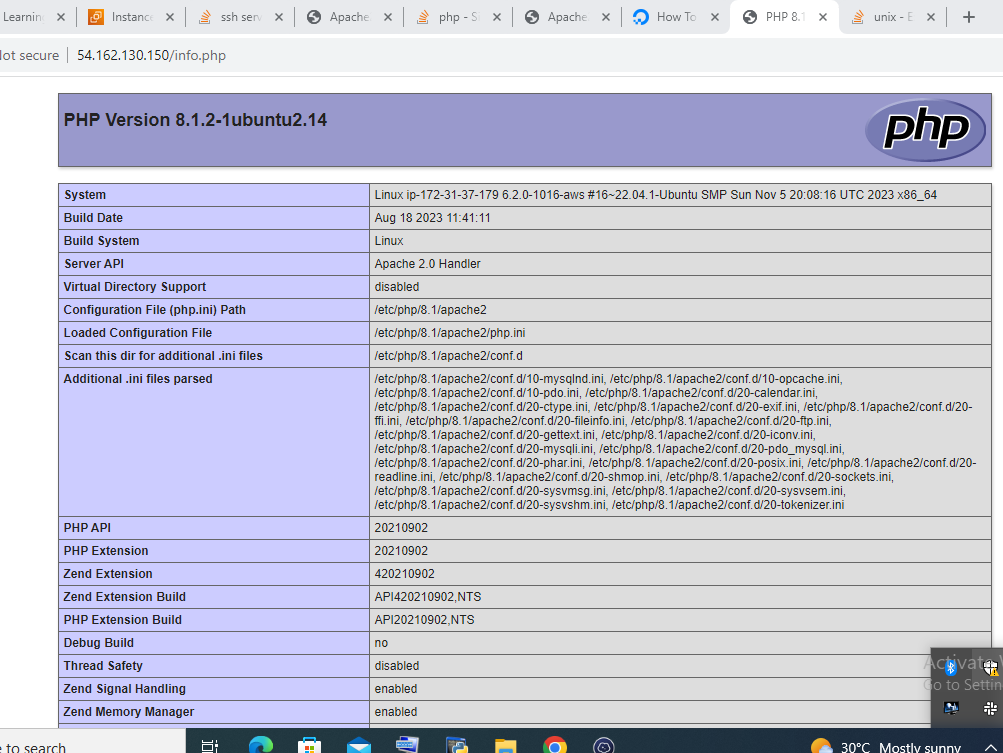 Learnin
Instance
ssh serv
Apache
php - S
Apache
How To
PHP 8.1
unix - E
54.162.130.150/info.php
PHP Version 8.1.2-1ubuntu2.14
php
System Linux ip-172-31-37-179 6.2.0-1016-aws #16~22.04.1-Ubuntu SMP Sun Nov 5 20:08:16 UTC 2023 x86_64
Build Date Aug 18 2023 11:41:11
Build System Linux
Server API Apache 2.0 Handler
Virtual Directory Support disabled
Configuration File (php.ini) Path /etc/php/8.1/apache2
Loaded Configuration File /etc/php/8.1/apache2/php.ini
Scan this dir for additional .ini files /etc/php/8.1/apache2/conf.d
Additional .ini files parsed /etc/php/8.1/apache2/conf.d/10-mysqlnd.ini, /etc/php/8.1/apache2/conf.d/10-opcache.ini,
/etc/php/8.1/apache2/conf.d/10-pdo.ini, /etc/php/8.1/apache2/conf.d/20-calendar.ini,
/etc/php/8.1/apache2/conf.d/20-ctype.ini, /etc/php/8.1/apache2/conf.d/20-exif.ini, /etc/php/8.1/apache2/conf.d/20-
ffi.ini, /etc/php/8.1/apache2/conf.d/20-fileinfo.ini, /etc/php/8.1/apache2/conf.d/20-ftp.ini,
/etc/php/8.1/apache2/conf.d/20-gettext.ini, /etc/php/8.1/apache2/conf.d/20-iconv.ini,
/etc/php/8.1/apache2/conf.d/20-mysqli.ini, /etc/php/8.1/apache2/conf.d/20-pdo_mysql.ini,
/etc/php/8.1/apache2/conf.d/20-phar.ini, /etc/php/8.1/apache2/conf.d/20-posix.ini, /etc/php/8.1/apache2/conf.d/20-
readline.ini, /etc/php/8.1/apache2/conf.d/20-shmop.ini, /etc/php/8.1/apache2/conf.d/20-sockets.ini,
/etc/php/8.1/apache2/conf.d/20-sysvmsg.ini, /etc/php/8.1/apache2/conf.d/20-sysvsem.ini,
/etc/php/8.1/apache2/conf.d/20-sysvshm.ini, /etc/php/8.1/apache2/conf.d/20-tokenizer.ini
PHP API 20210902
PHP Extension 20210902
Zend Extension 420210902
Zend Extension Build API420210902,NTS
PHP Extension Build API20210902,NTS
Debug Build no
Thread Safety disabled
Zend Signal Handling enabled
Zend Memory Manager enabled
Activate
Go to Settin
e to search
30°C Mostly sunny